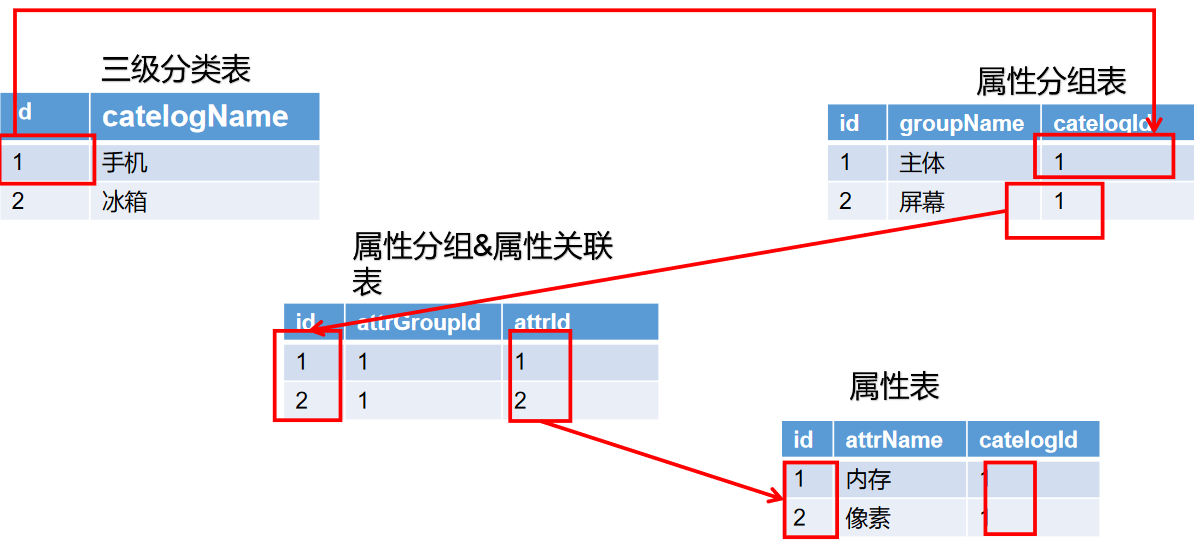 三级分类表
id catelogName
1 手机
2 冰箱
属性分组表
id groupName catelogId
1 主体 1
2 屏幕 1
属性分组&属性关联
表
id attrGroupId attrId
1 1 1
2 1 2
属性表
id attrName catelogId
1 内存 1
2 像素 1